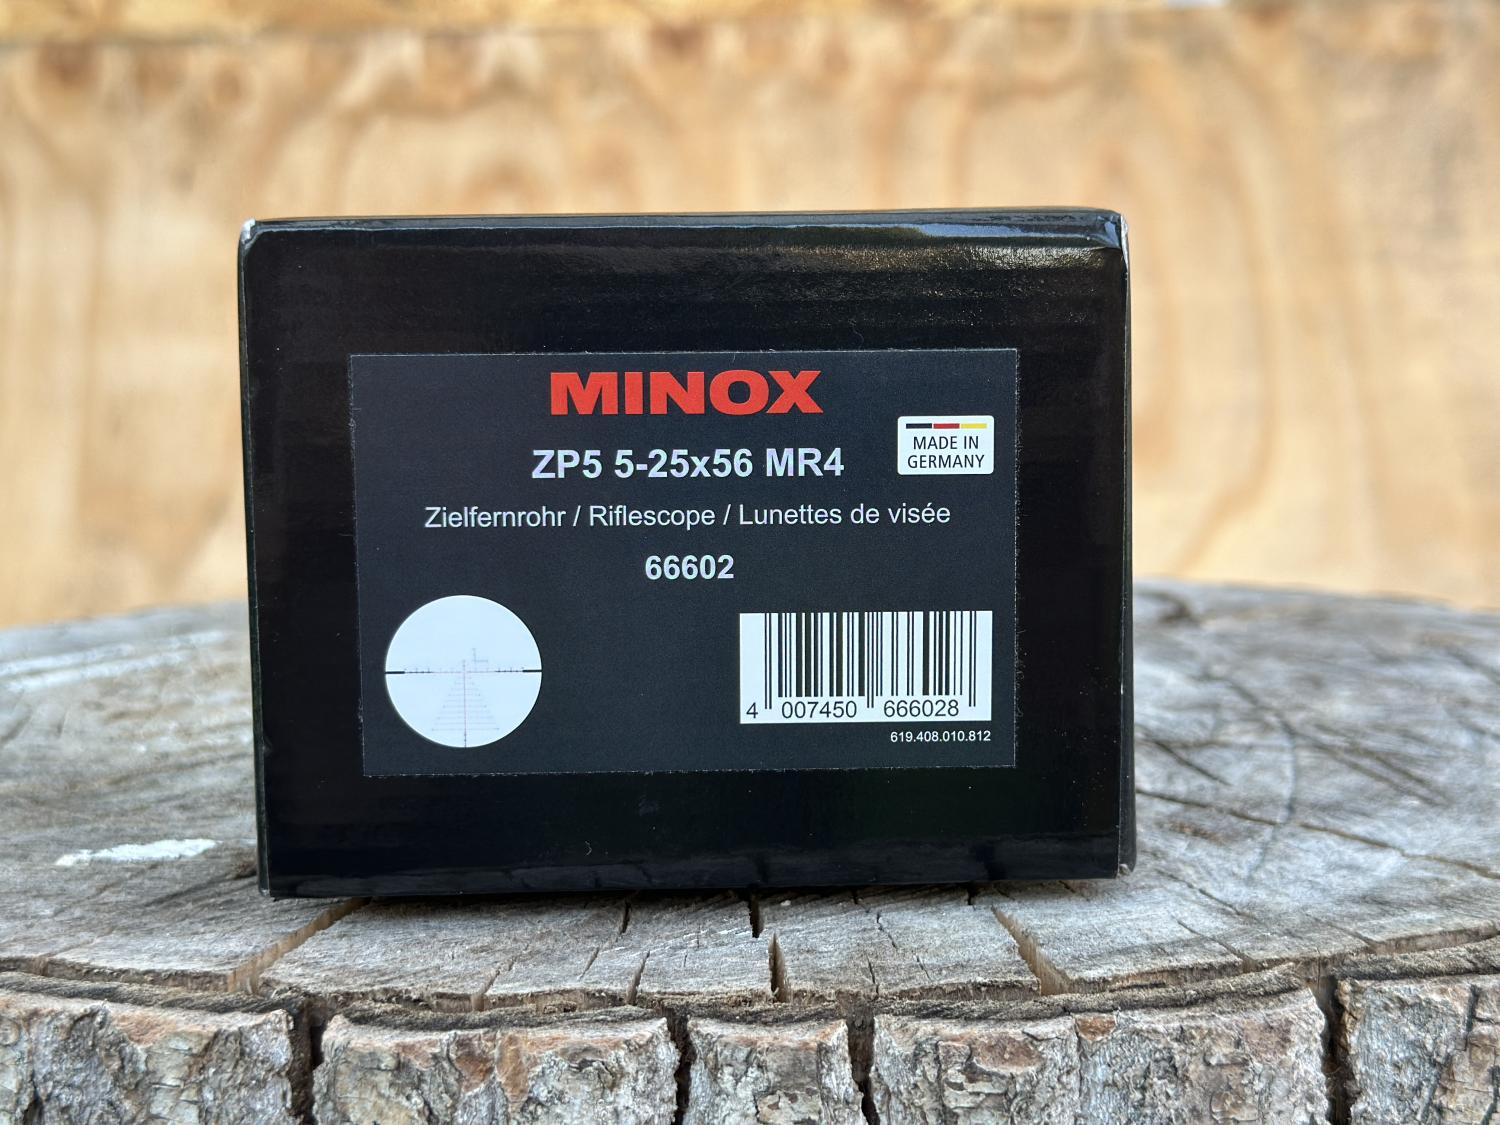 MINOX
ZP5 5-25x56 MR4
MADE IN
GERMANY
Zielfernrohr / Riflescope / Lunettes de visée
66602
4 007450 666028
619.408.010.812